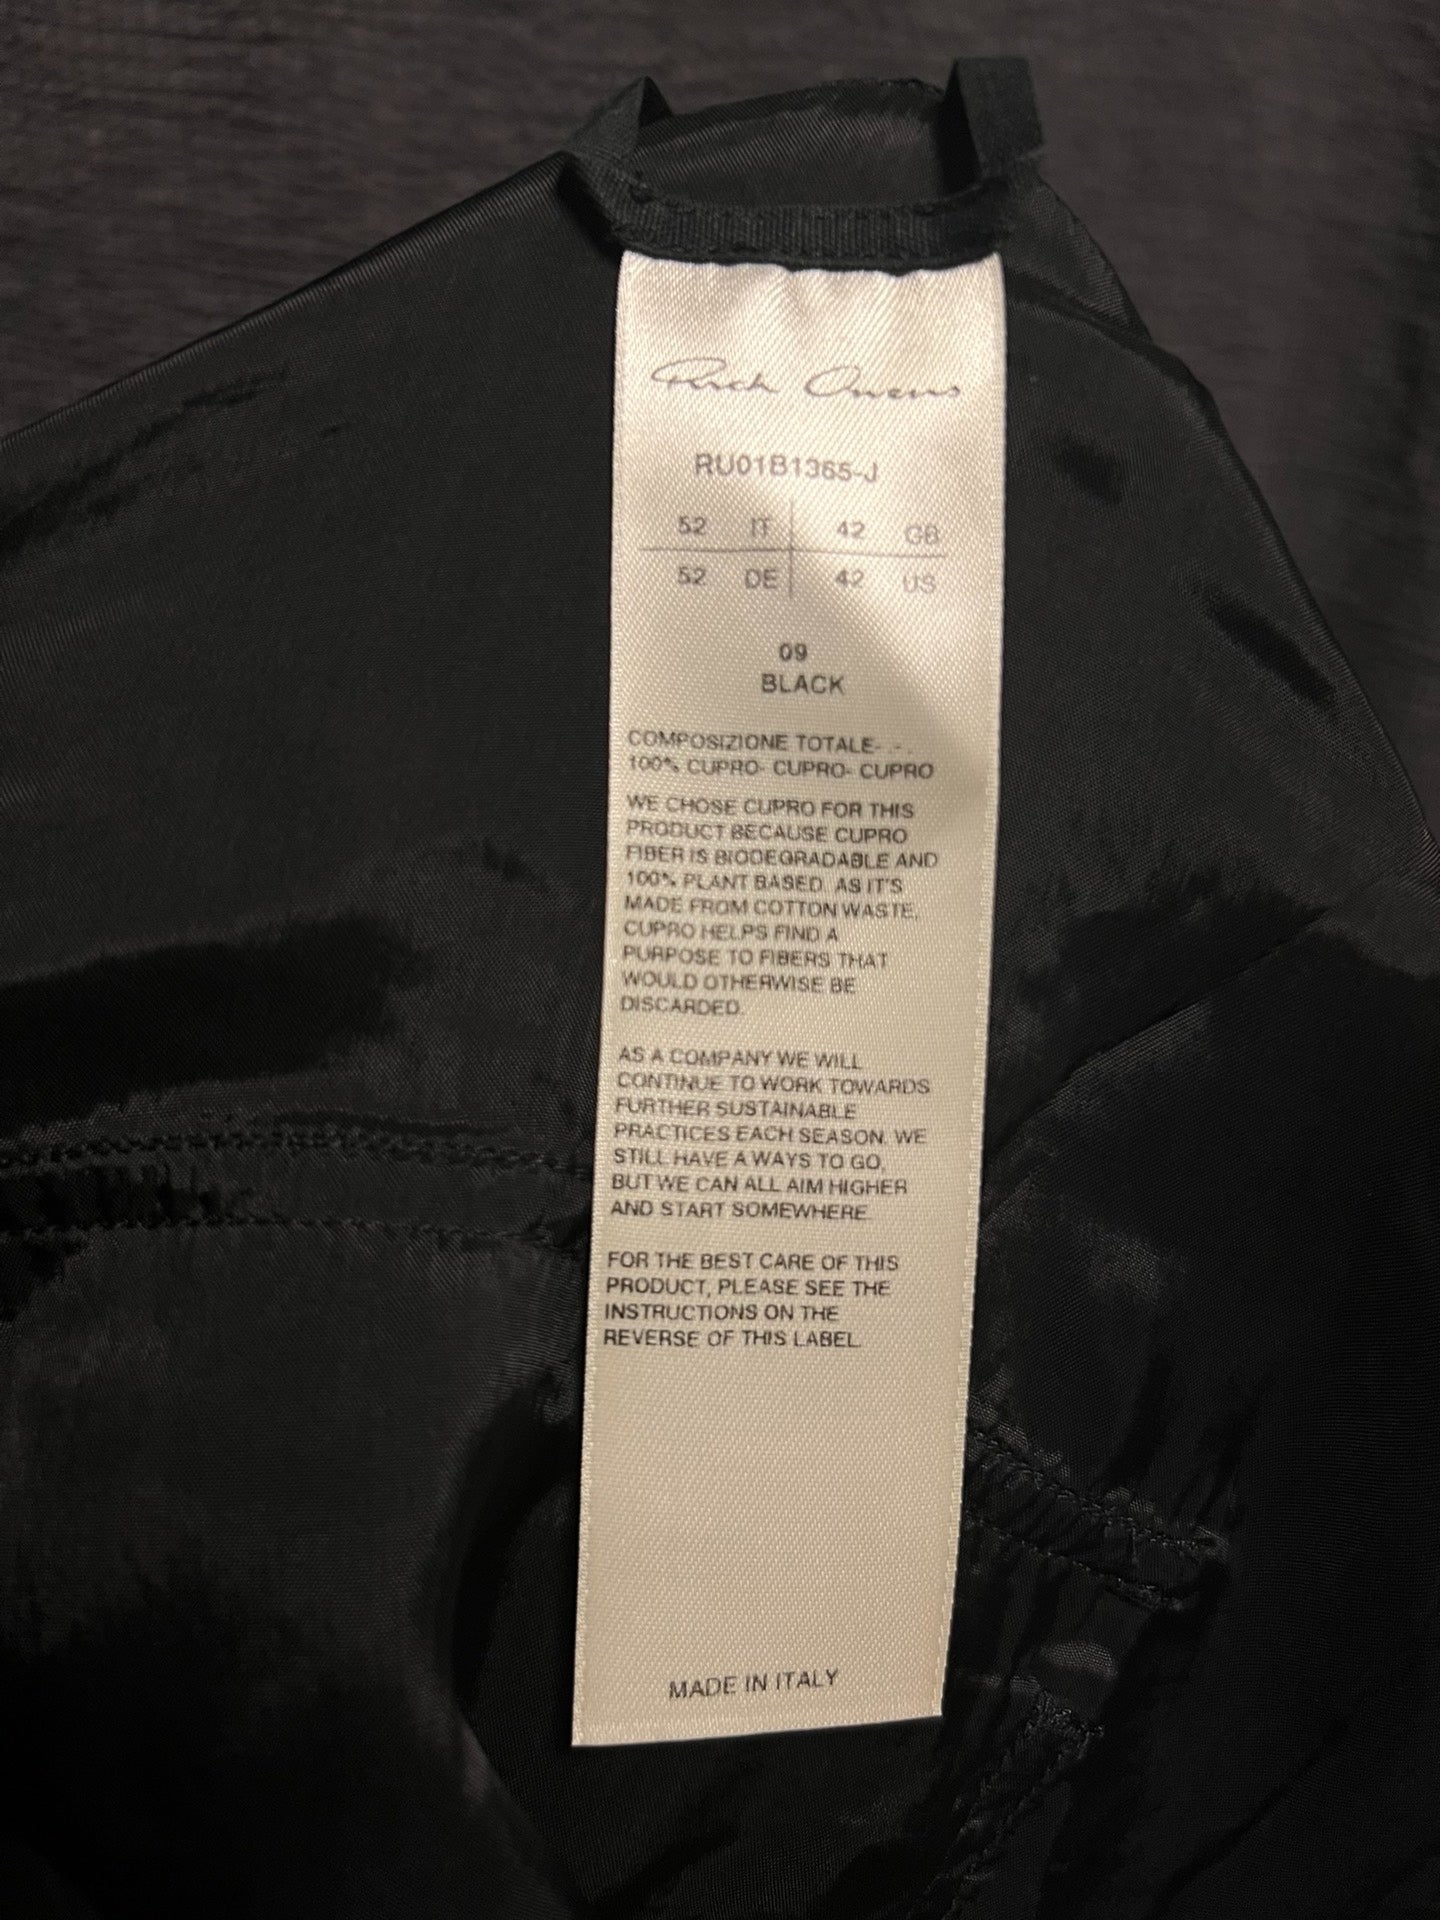 Rick Owens
RU01B1365-J
52 IT 42 GB
52 DE 42 US
09
BLACK
COMPOSIZIONE TOTALE- .- .
100% CUPRO- CUPRO- CUPRO
WE CHOSE CUPRO FOR THIS
PRODUCT BECAUSE CUPRO
FIBER IS BIODEGRADABLE AND
100% PLANT BASED. AS IT'S
MADE FROM COTTON WASTE,
CUPRO HELPS FIND A
PURPOSE TO FIBERS THAT
WOULD OTHERWISE BE
DISCARDED.
AS A COMPANY WE WILL
CONTINUE TO WORK TOWARDS
FURTHER SUSTAINABLE
PRACTICES EACH SEASON. WE
STILL HAVE A WAYS TO GO,
BUT WE CAN ALL AIM HIGHER
AND START SOMEWHERE.
FOR THE BEST CARE OF THIS
PRODUCT, PLEASE SEE THE
INSTRUCTIONS ON THE
REVERSE OF THIS LABEL.
MADE IN ITALY